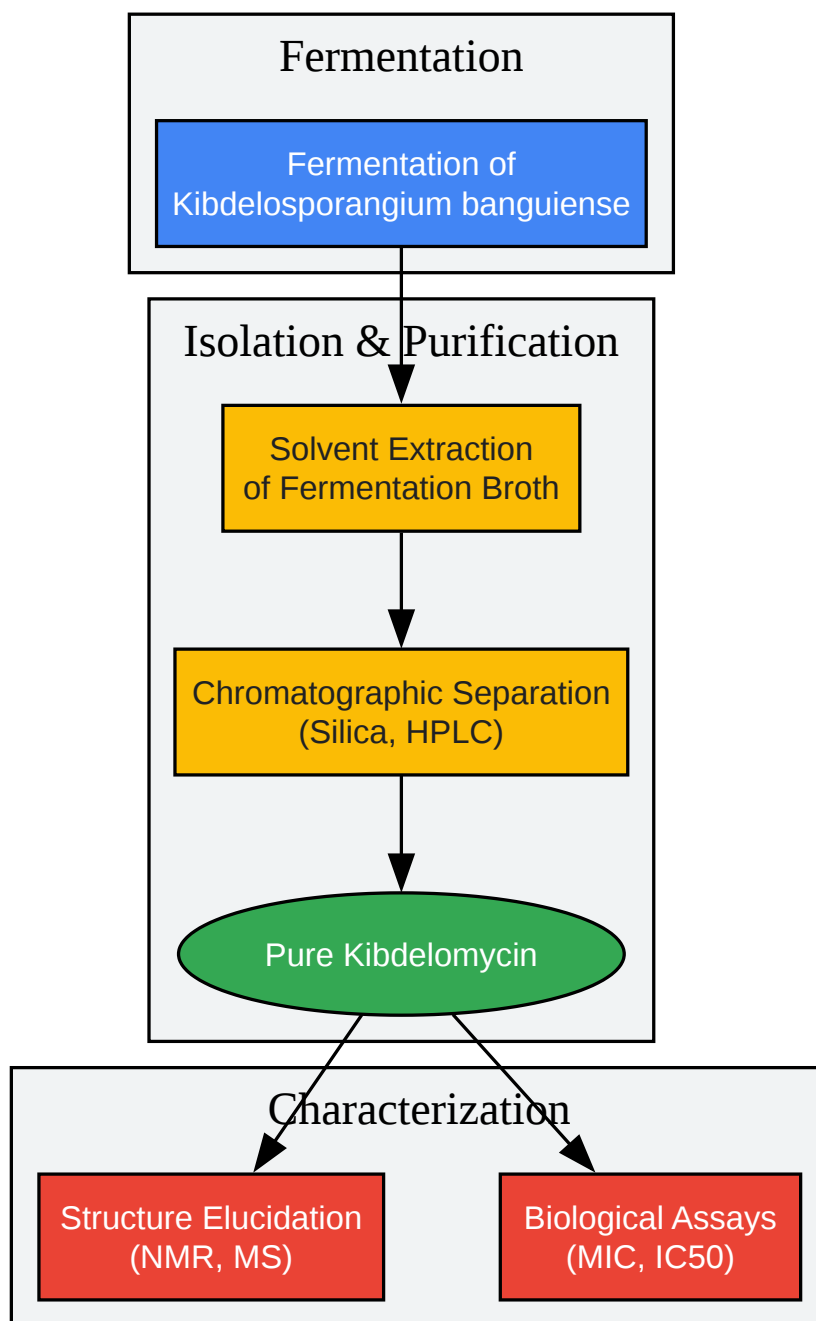 Fermentation
Fermentation of
Kibdelosporangium banguiense
Isolation & Purification
Solvent Extraction
of Fermentation Broth
Chromatographic Separation
(Silica, HPLC)
Pure Kibdelomycin
Characterization
Structure Elucidation
(NMR, MS)
Biological Assays
(MIC, IC50)